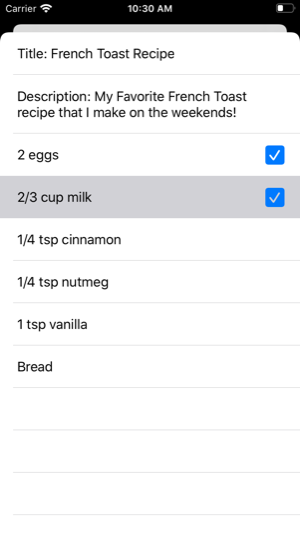 Carrier 10:30 AM
Title: French Toast Recipe
Description: My Favorite French Toast
recipe that I make on the weekends!
2 eggs
2/3 cup milk
1/4 tsp cinnamon
1/4 tsp nutmeg
1 tsp vanilla
Bread